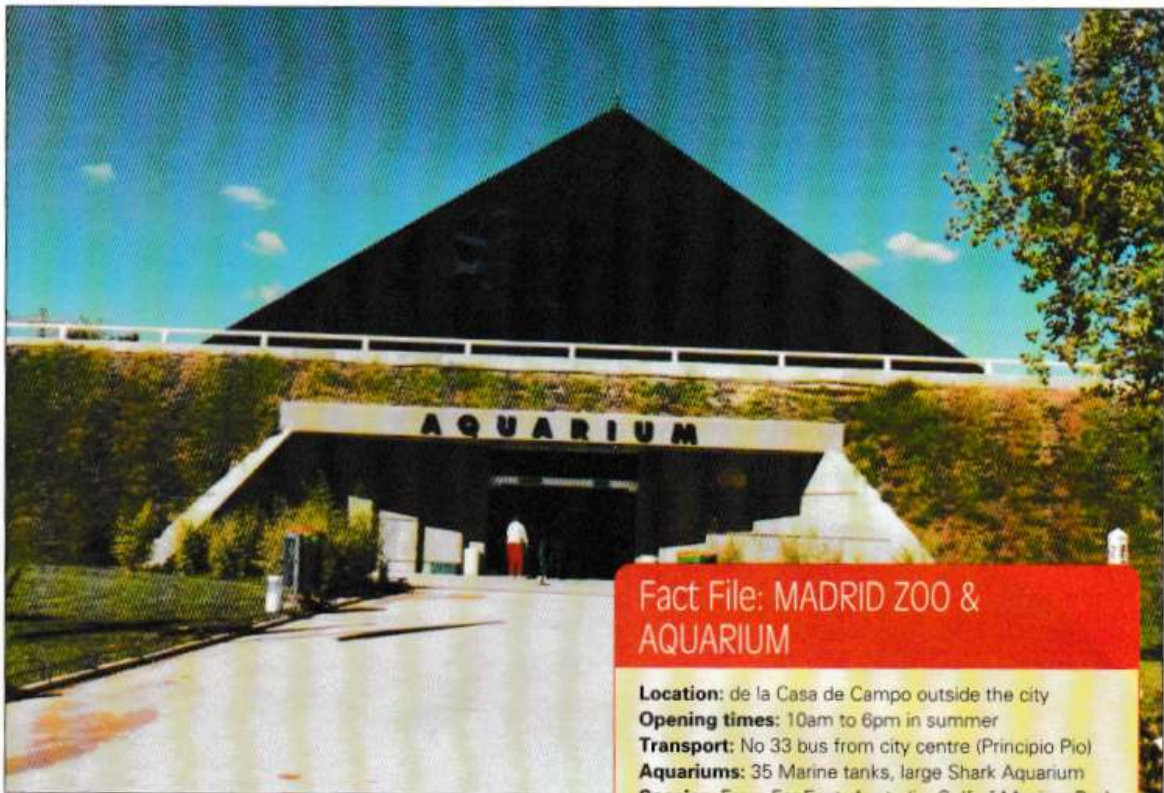 AQUARIUM
Fact File: MADRID ZOO &
AQUARIUM
Location: de la Casa de Campo outside the city
Opening times: 10am to 6pm in summer
Transport: No 33 bus from city centre (Principio Pio)
Aquariums: 35 Marine tanks, large Shark Aquarium